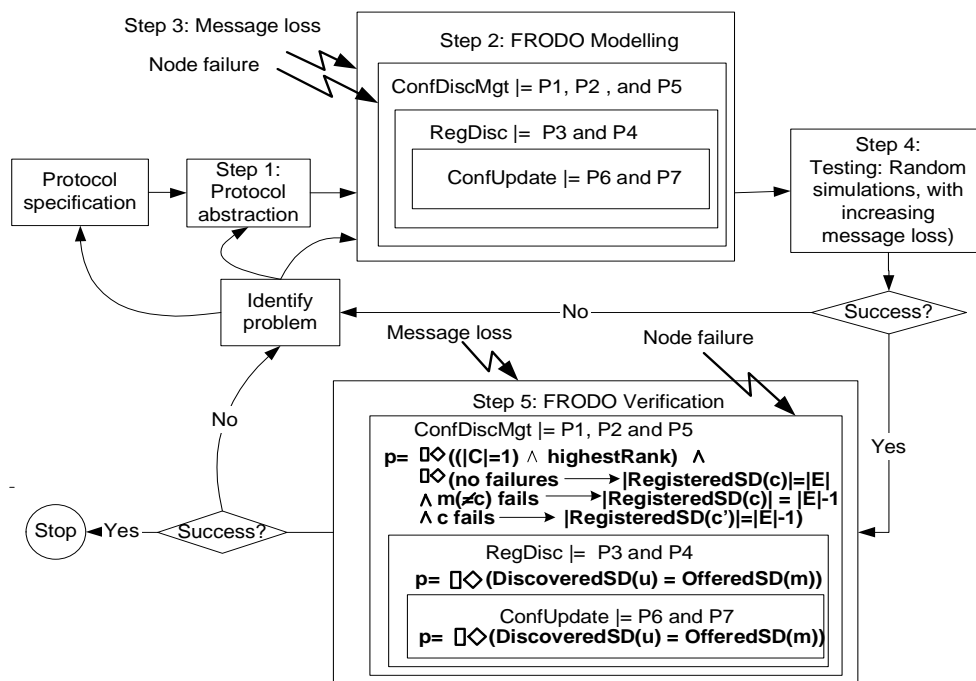 Step 3: Message loss
Node failure
Step 2: FRODO Modelling
ConfDiscMgt |= P1, P2 , and P5
RegDisc |= P3 and P4
ConfUpdate |= P6 and P7
Protocol
specification
Step 1:
Protocol
abstraction
Step 4:
Testing: Random
simulations, with
increasing
message loss)
Identify
problem
No
Success?
Message loss
Node failure
Yes
No
Step 5: FRODO Verification
ConfDiscMgt |= P1, P2 and P5
p= □◇((|C|=1) ∧ highestRank) ∧
□◇(no failures ⟶ |RegisteredSD(c)|=|E|
∧ m(≠c) fails ⟶ |RegisteredSD(c)| = |E|-1
∧ c fails ⟶ |RegisteredSD(c')|=|E|-1)
RegDisc |= P3 and P4
p= □◇(DiscoveredSD(u) = OfferedSD(m))
ConfUpdate |= P6 and P7
p= □◇(DiscoveredSD(u) = OfferedSD(m))
Stop
Yes
Success?